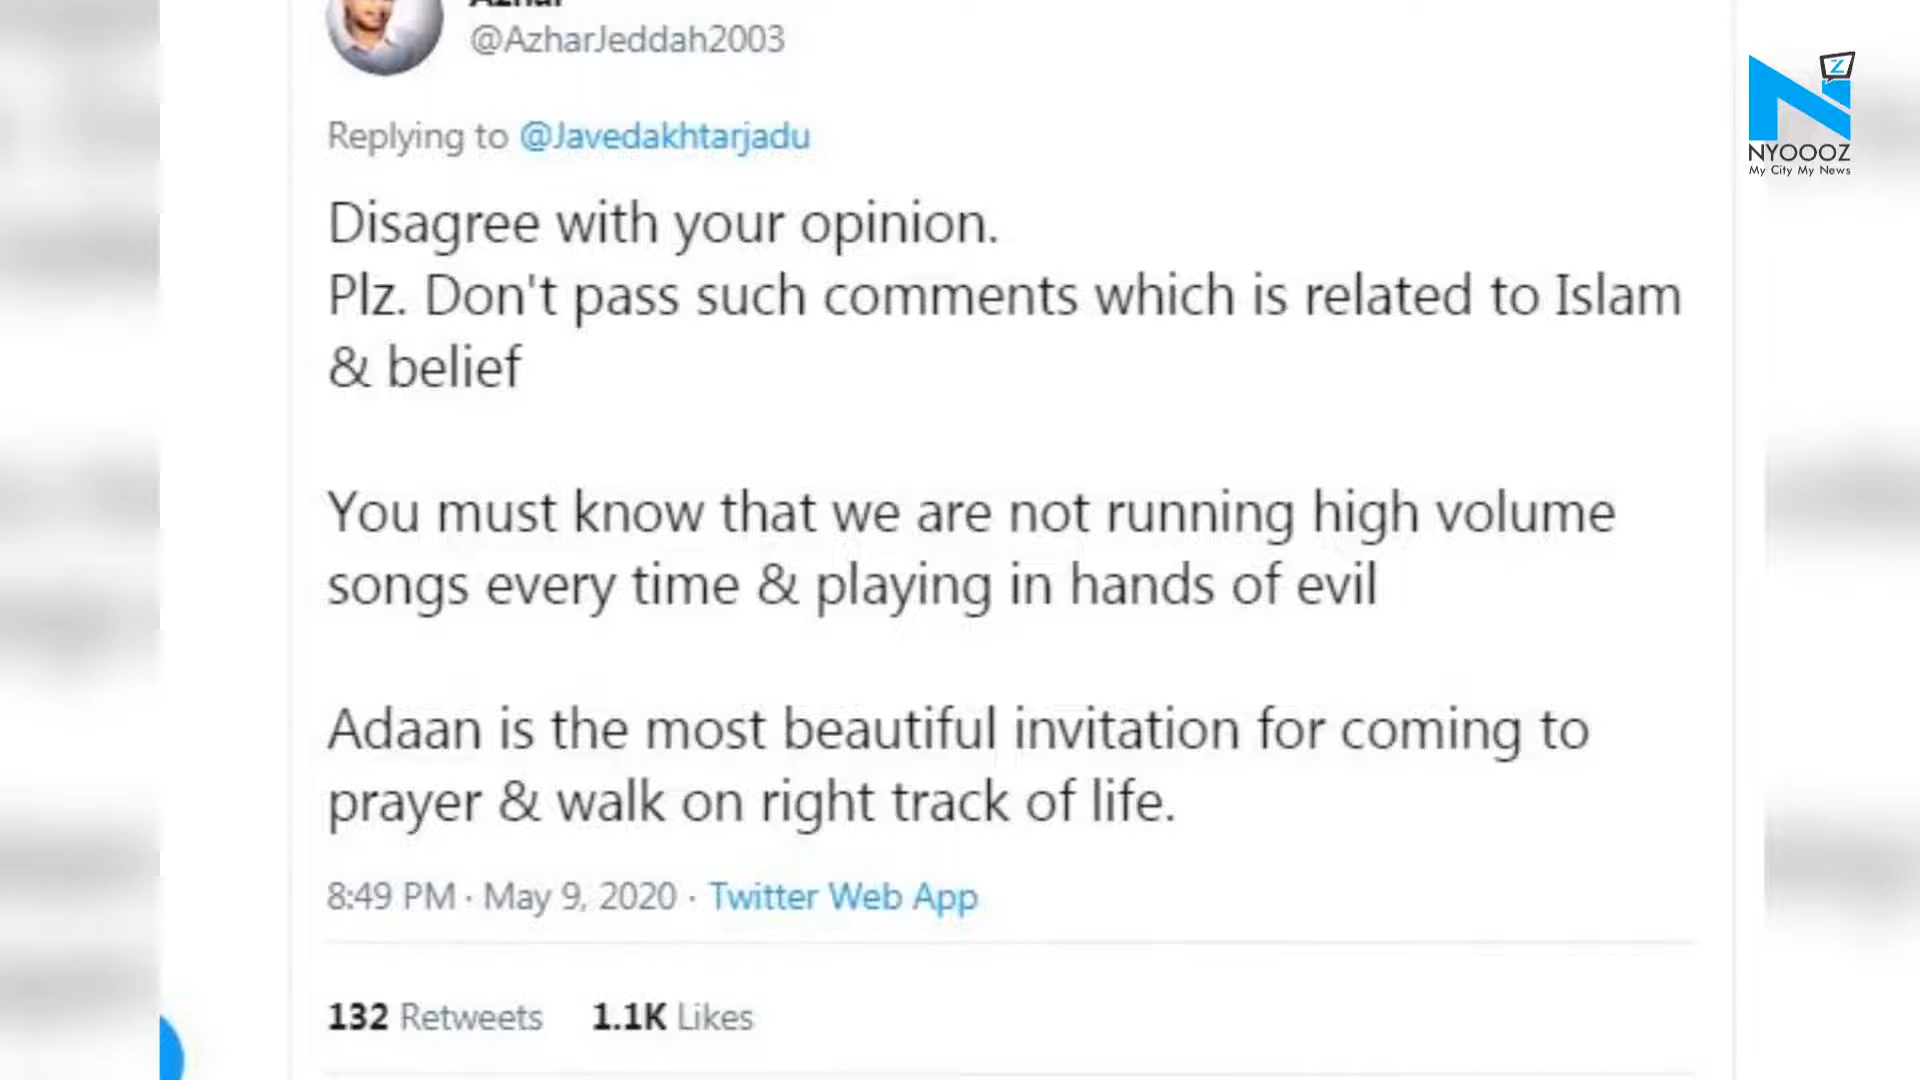 Azhar
@AzharJeddah2003
Replying to @Javedakhtarjadu
Disagree with your opinion.
Plz. Don't pass such comments which is related to Islam
& belief
You must know that we are not running high volume
songs every time & playing in hands of evil
Adaan is the most beautiful invitation for coming to
prayer & walk on right track of life.
8:49 PM · May 9, 2020 · Twitter Web App
132 Retweets 1.1K Likes
Z
NYOOOZ
My City My News